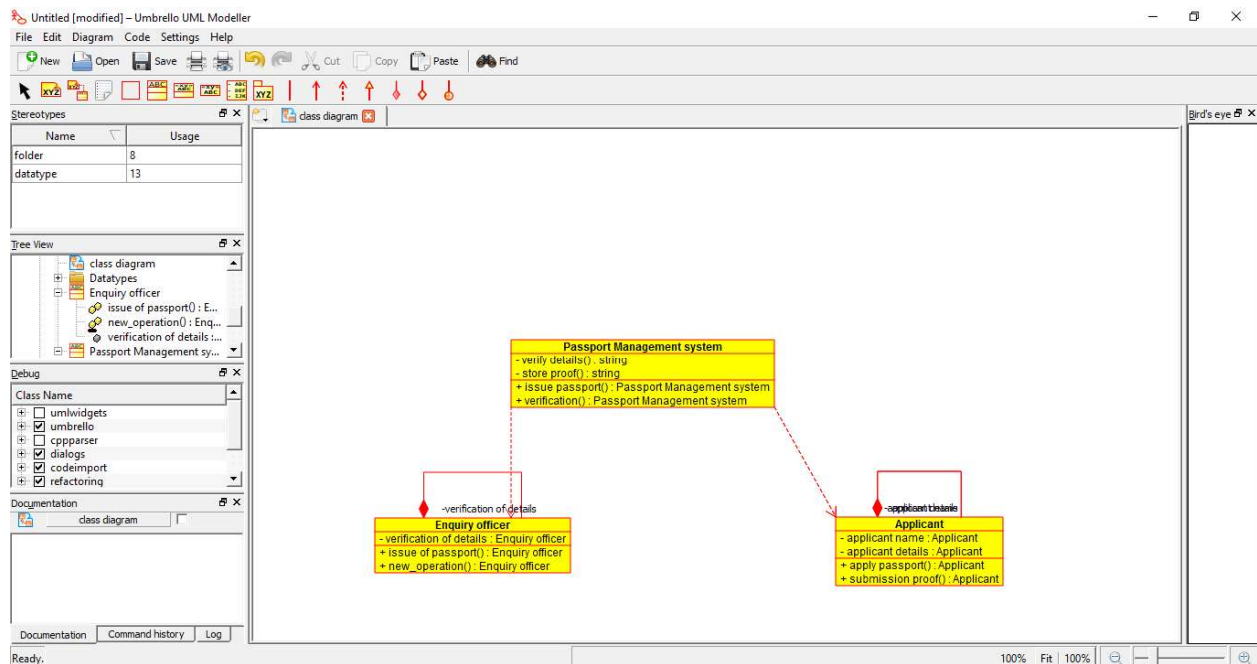 Untitled [modified] – Umbrello UML Modeller
File Edit Diagram Code Settings Help
New Open Save Cut Copy Paste Find
Stereotypes
class diagram
Bird's eye
Name Usage
folder 8
datatype 13
Tree View
class diagram
Datatypes
Enquiry officer
issue of passport() : E...
new_operation() : Enq...
verification of details :...
Passport Management sy...
Debug
Class Name
umlwidgets
umbrello
cppparser
dialogs
codeimport
refactoring
Documentation
class diagram
Documentation Command history Log
Passport Management system
- verify details() : string
- store proof() : string
+ issue passport() : Passport Management system
+ verification() : Passport Management system
-verification of details
Enquiry officer
- verification of details : Enquiry officer
+ issue of passport() : Enquiry officer
+ new_operation() : Enquiry officer
Applicant
- applicant name : Applicant
- applicant details : Applicant
+ apply passport() : Applicant
+ submission proof() : Applicant
Ready.
100% Fit 100%